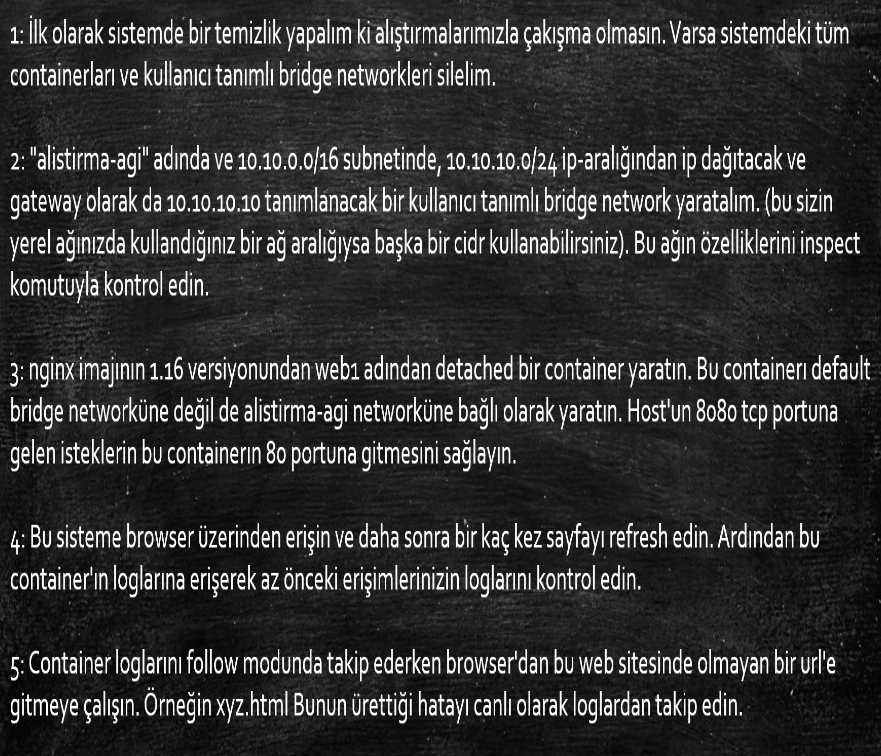 1: İlk olarak sistemde bir temizlik yapalım ki alıştırmalarımızla çakışma olmasın. Varsa sistemdeki tüm
containerları ve kullanıcı tanımlı bridge networkleri silelim.
2: "alistirma-agi" adında ve 10.10.0.0/16 subnetinde, 10.10.10.0/24 ip-aralığından ip dağıtacak ve
gateway olarak da 10.10.10.10 tanımlanacak bir kullanıcı tanımlı bridge network yaratalım. (bu sizin
yerel ağınızda kullandığınız bir ağ aralığıysa başka bir cidr kullanabilirsiniz). Bu ağın özelliklerini inspect
komutuyla kontrol edin.
3: nginx imajının 1.16 versiyonundan web1 adından detached bir container yaratın. Bu containerı default
bridge networküne değil de alistirma-agi networküne bağlı olarak yaratın. Host'un 8080 tcp portuna
gelen isteklerin bu containerın 80 portuna gitmesini sağlayın.
4: Bu sisteme browser üzerinden erişin ve daha sonra bir kaç kez sayfayı refresh edin. Ardından bu
container'ın loglarına erişerek az önceki erişimlerinizin loglarını kontrol edin.
5: Container loglarını follow modunda takip ederken browser'dan bu web sitesinde olmayan bir url'e
gitmeye çalışın. Örneğin xyz.html Bunun ürettiği hatayı canlı olarak loglardan takip edin.